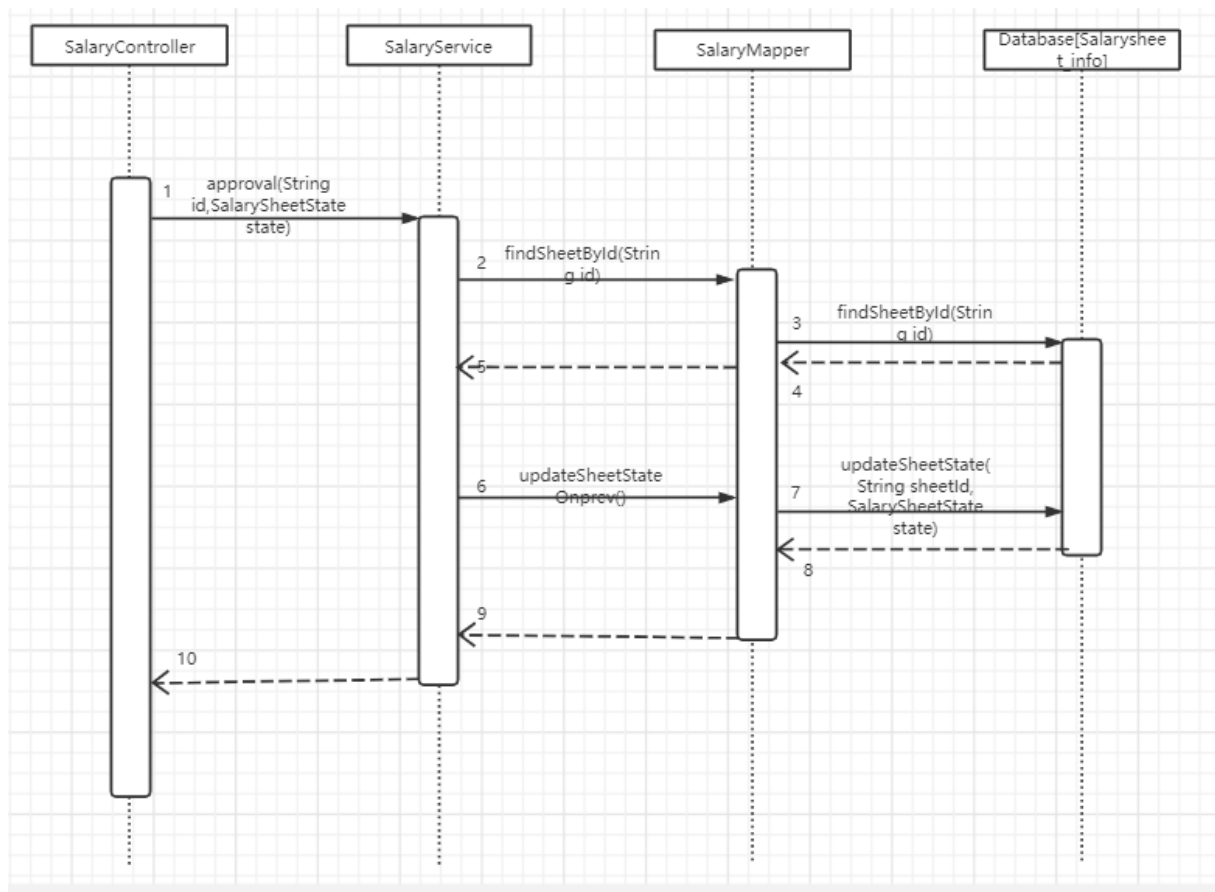 SalaryController
SalaryService
SalaryMapper
Database[Salaryshee
t_info]
1
approval(String
id,SalarySheetState
state)
2
findSheetById(Strin
g id)
3
findSheetById(Strin
g id)
4
5
6
updateSheetState
Onprev()
7
updateSheetState(
String sheetId,
SalarySheetState
state)
8
9
10